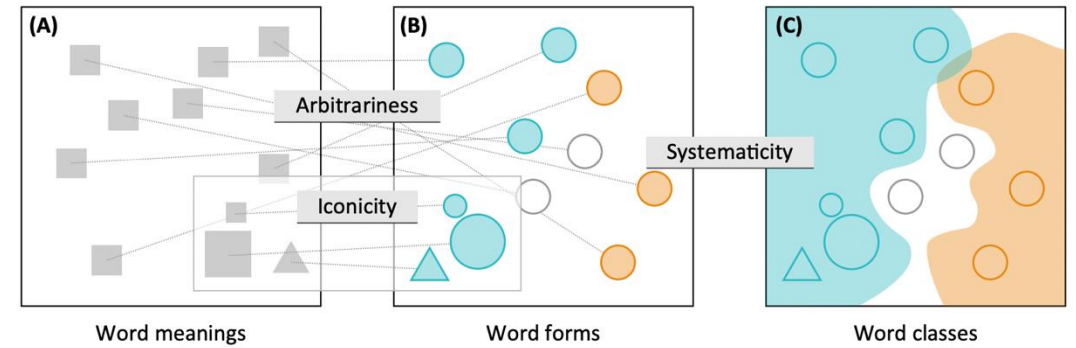 (A)
(B)
(C)
Arbitrariness
Systematicity
Iconicity
Word meanings
Word forms
Word classes